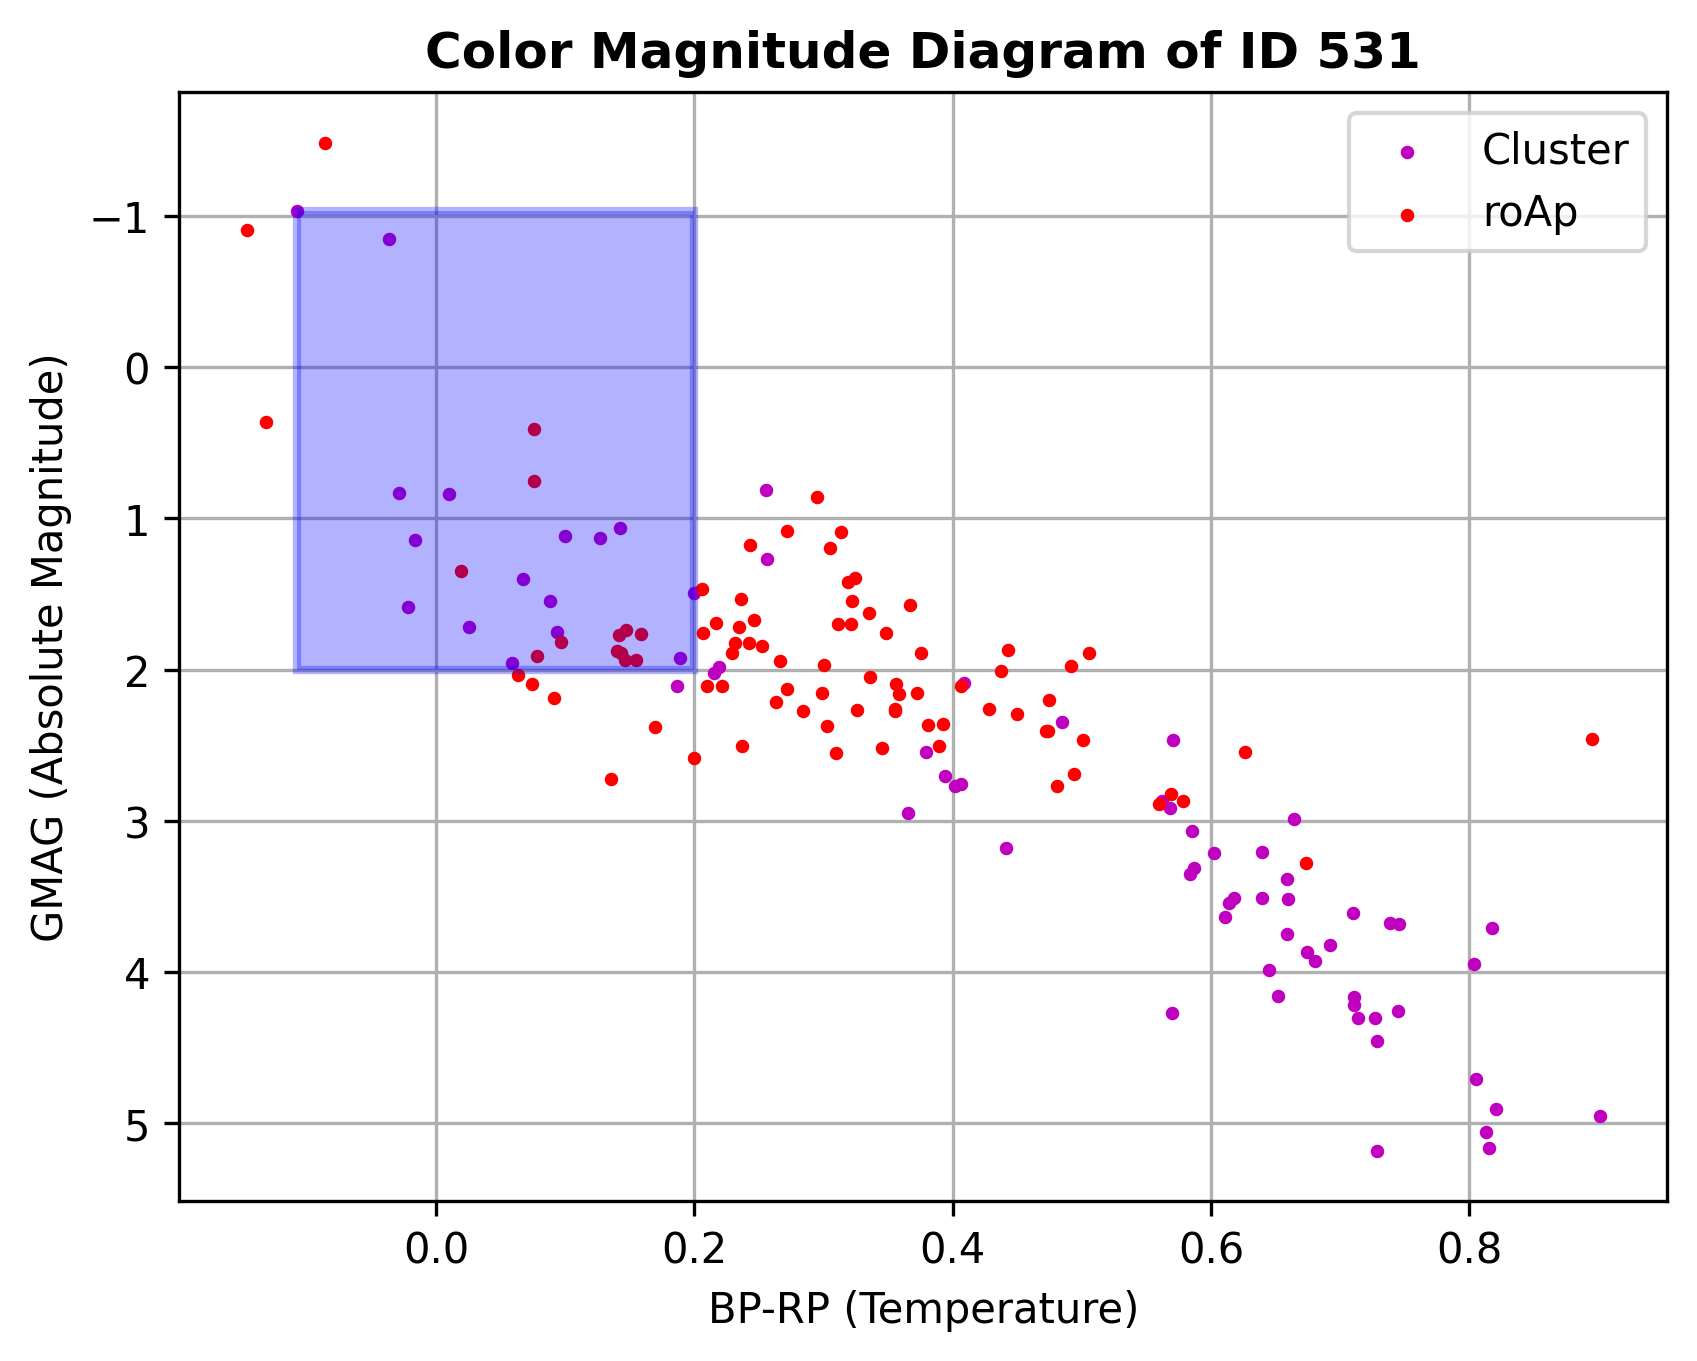 Color Magnitude Diagram of ID 531
Cluster
roAp
−1
0
1
2
3
4
5
GMAG (Absolute Magnitude)
0.0 0.2 0.4 0.6 0.8
BP-RP (Temperature)